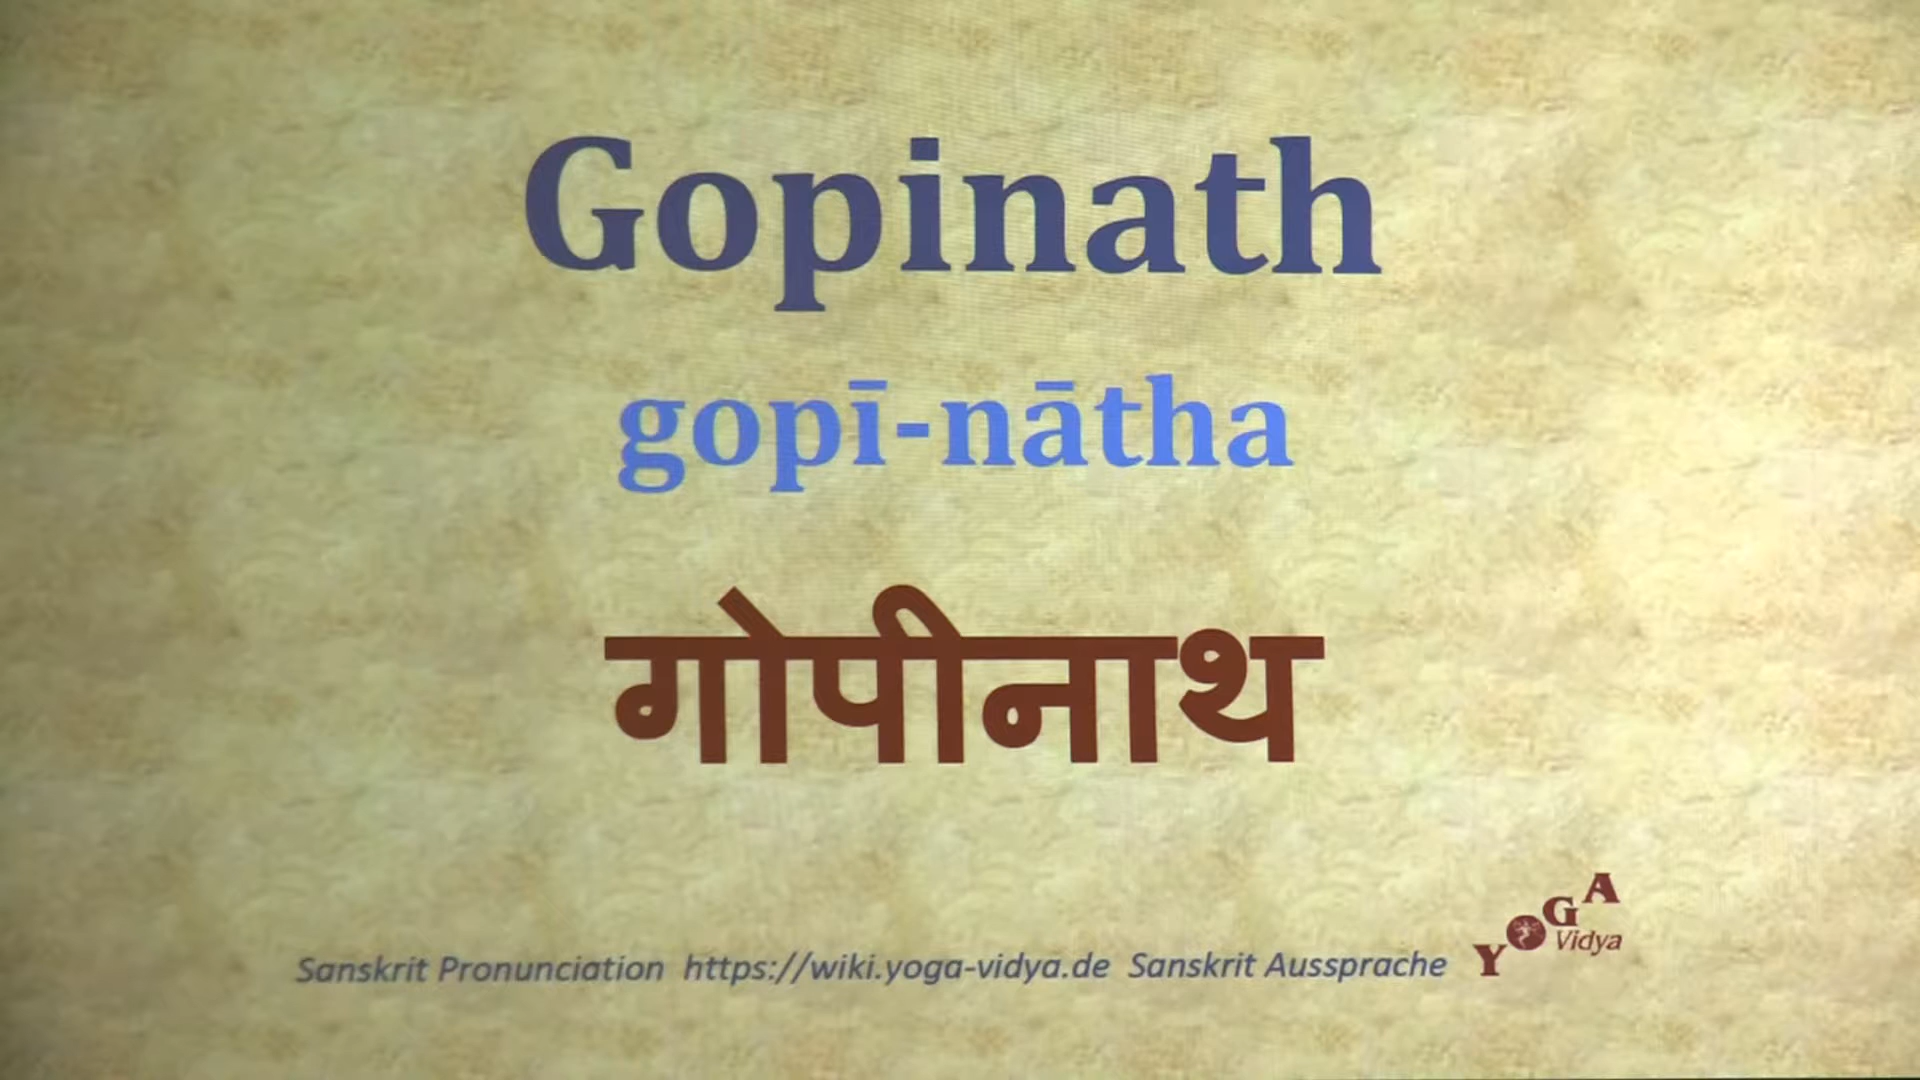 Gopinath
gopī-nātha
गोपीनाथ
Sanskrit Pronunciation https://wiki.yoga-vidya.de Sanskrit Aussprache
YOGA
Vidya